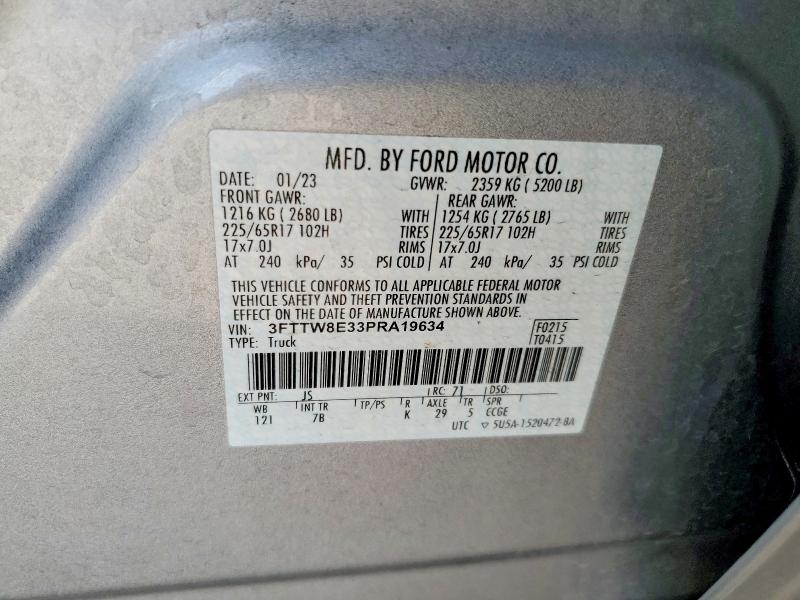 MFD. BY FORD MOTOR CO.
DATE: 01/23 GVWR: 2359 KG ( 5200 LB)
FRONT GAWR: REAR GAWR:
1216 KG ( 2680 LB) WITH 1254 KG ( 2765 LB) WITH
225/65R17 102H TIRES 225/65R17 102H TIRES
17x7.0J RIMS 17x7.0J RIMS
AT 240 kPa/ 35 PSI COLD AT 240 kPa/ 35 PSI COLD
THIS VEHICLE CONFORMS TO ALL APPLICABLE FEDERAL MOTOR
VEHICLE SAFETY AND THEFT PREVENTION STANDARDS IN
EFFECT ON THE DATE OF MANUFACTURE SHOWN ABOVE.
VIN: 3FTTW8E33PRA19634 F0215
TYPE: Truck T0415
EXT PNT: JS RC: 71 DSO:
WB INT TR TP/PS R AXLE TR SPR
121 7B K 29 5 CCGE
UTC ▽ 5U5A-1520472-8A